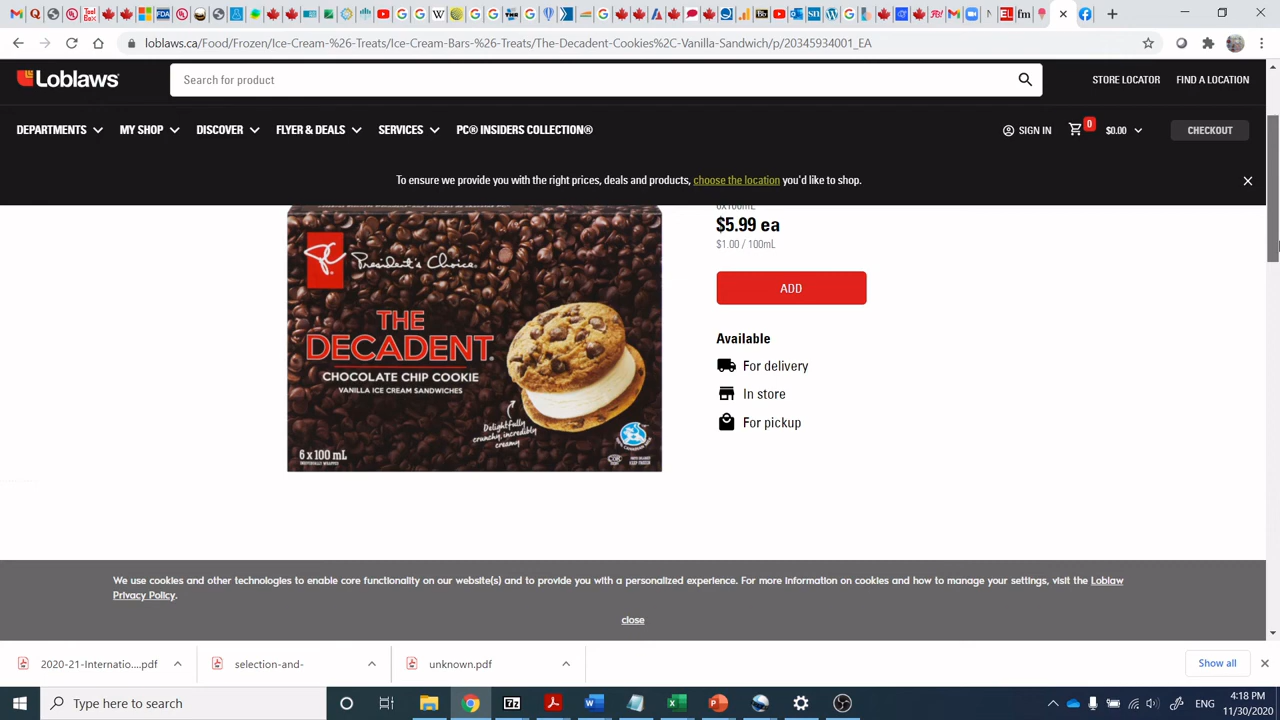 loblaws.ca/Food/Frozen/Ice-Cream-%26-Treats/Ice-Cream-Bars-%26-Treats/The-Decadent-Cookies%2C-Vanilla-Sandwich/p/20345934001_EA
Loblaws
Search for product
STORE LOCATOR
FIND A LOCATION
DEPARTMENTS
MY SHOP
DISCOVER
FLYER & DEALS
SERVICES
PC® INSIDERS COLLECTION®
SIGN IN
0
$0.00
CHECKOUT
To ensure we provide you with the right prices, deals and products, choose the location you'd like to shop.
6x100mL
$5.99 ea
$1.00 / 100mL
ADD
Available
For delivery
In store
For pickup
President's Choice
THE
DECADENT®
CHOCOLATE CHIP COOKIE
VANILLA ICE CREAM SANDWICHES
Delightfully
crunchy, incredibly
creamy
6 x 100 mL
INDIVIDUALLY WRAPPED
We use cookies and other technologies to enable core functionality on our website(s) and to provide you with a personalized experience. For more information on cookies and how to manage your settings, visit the Loblaw
Privacy Policy.
close
2020-21-Internatio....pdf
selection-and-
unknown.pdf
Show all
Type here to search
ENG
4:18 PM
11/30/2020